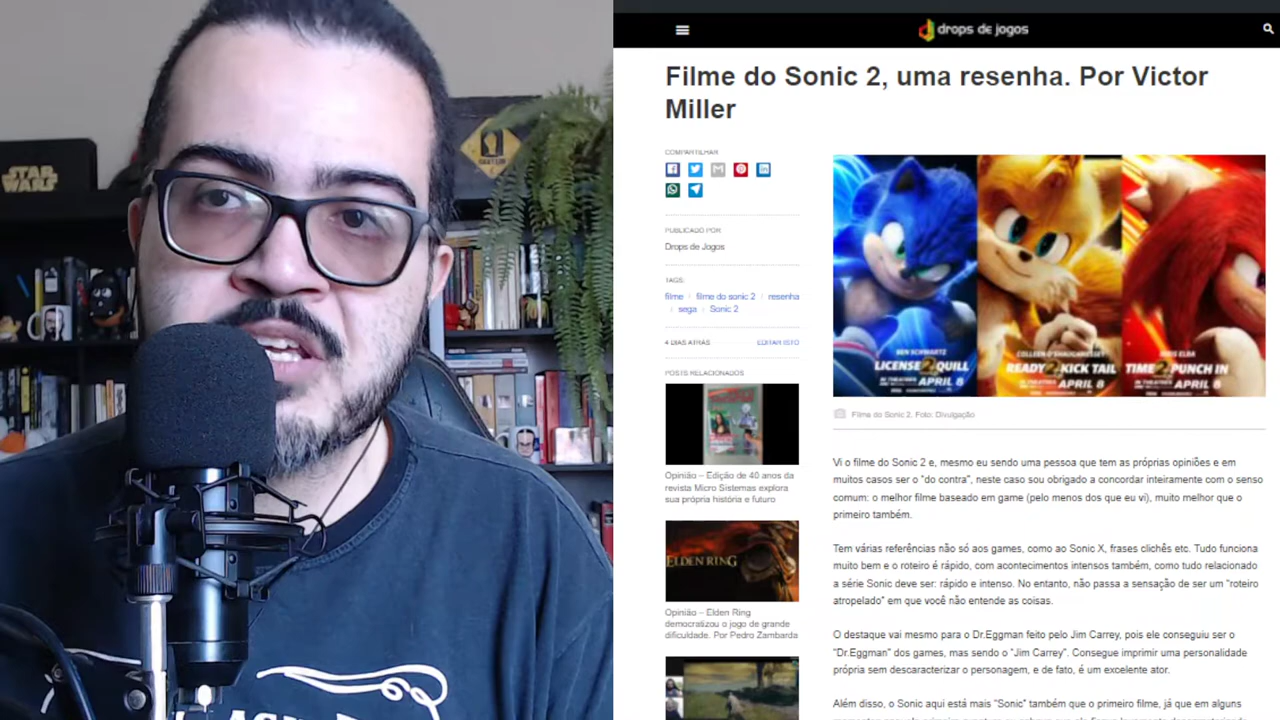 STAR
WARS
drops de jogos
Filme do Sonic 2, uma resenha. Por Victor
Miller
COMPARTILHAR
PUBLICADO POR
Drops de Jogos
TAGS:
filme
filme do sonic 2
resenha
sega
Sonic 2
4 DIAS ATRÁS
EDITAR ISTO
POSTS RELACIONADOS
Opinião – Edição de 40 anos da
revista Micro Sistemas explora
sua própria história e futuro
ELDEN RING
Opinião – Elden Ring
democratizou o jogo de grande
dificuldade. Por Pedro Zambarda
BEN SCHWARTZ
LICENSE 2 QUILL
IN THEATRES
APRIL 8
COLLEEN O'SHAUGHNESSEY
READY 2 KICK TAIL
IN THEATRES
APRIL 8
IDRIS ELBA
TIME 2 PUNCH IN
IN THEATRES
APRIL 8
Filme do Sonic 2. Foto: Divulgação
Vi o filme do Sonic 2 e, mesmo eu sendo uma pessoa que tem as próprias opiniões e em
muitos casos ser o "do contra", neste caso sou obrigado a concordar inteiramente com o senso
comum: o melhor filme baseado em game (pelo menos dos que eu vi), muito melhor que o
primeiro também.
Tem várias referências não só aos games, como ao Sonic X, frases clichês etc. Tudo funciona
muito bem e o roteiro é rápido, com acontecimentos intensos também, como tudo relacionado
a série Sonic deve ser: rápido e intenso. No entanto, não passa a sensação de ser um "roteiro
atropelado" em que você não entende as coisas.
O destaque vai mesmo para o Dr.Eggman feito pelo Jim Carrey, pois ele conseguiu ser o
"Dr.Eggman" dos games, mas sendo o "Jim Carrey". Consegue imprimir uma personalidade
própria sem descaracterizar o personagem, e de fato, é um excelente ator.
Além disso, o Sonic aqui está mais "Sonic" também que o primeiro filme, já que em alguns